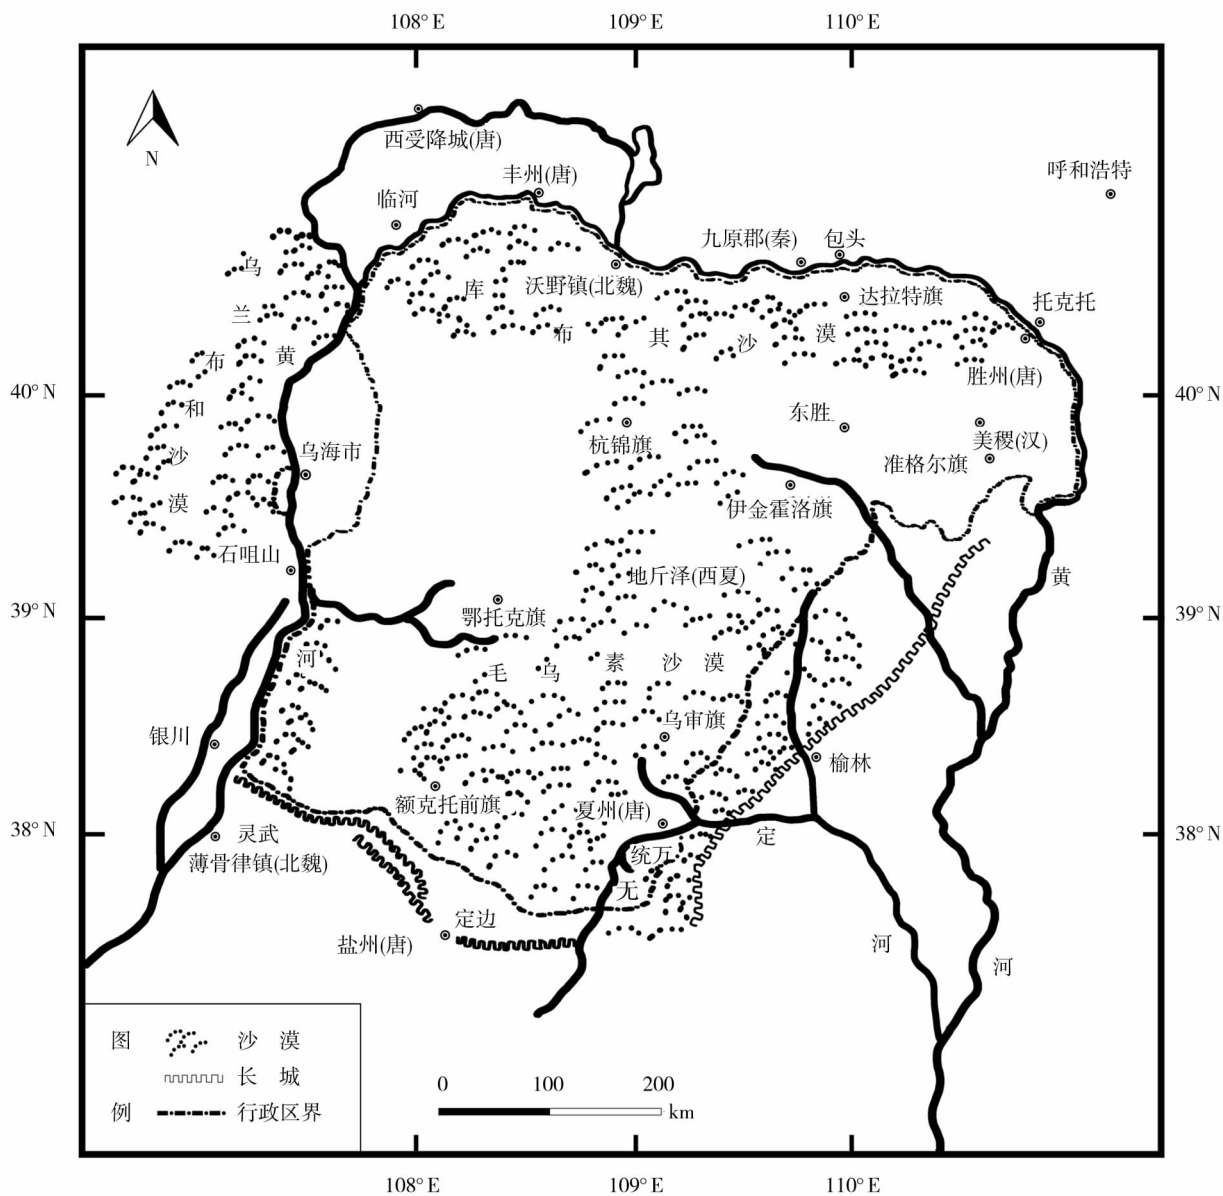 108° E
109° E
110° E
N
西受降城(唐)
呼和浩特
丰州(唐)
临河
九原郡(秦)
包头
乌兰布和沙漠
沃野镇(北魏)
达拉特旗
托克托
库布其沙漠
黄河
胜州(唐)
40° N
40° N
东胜
杭锦旗
美稷(汉)
乌海市
准格尔旗
伊金霍洛旗
石咀山
地斤泽(西夏)
黄河
39° N
39° N
鄂托克旗
毛乌素沙漠
乌审旗
银川
榆林
额克托前旗
夏州(唐)
38° N
38° N
灵武
薄骨律镇(北魏)
统万
无定河
定边
盐州(唐)
图例
沙漠
长城
行政区界
0
100
200
km
108° E
109° E
110° E